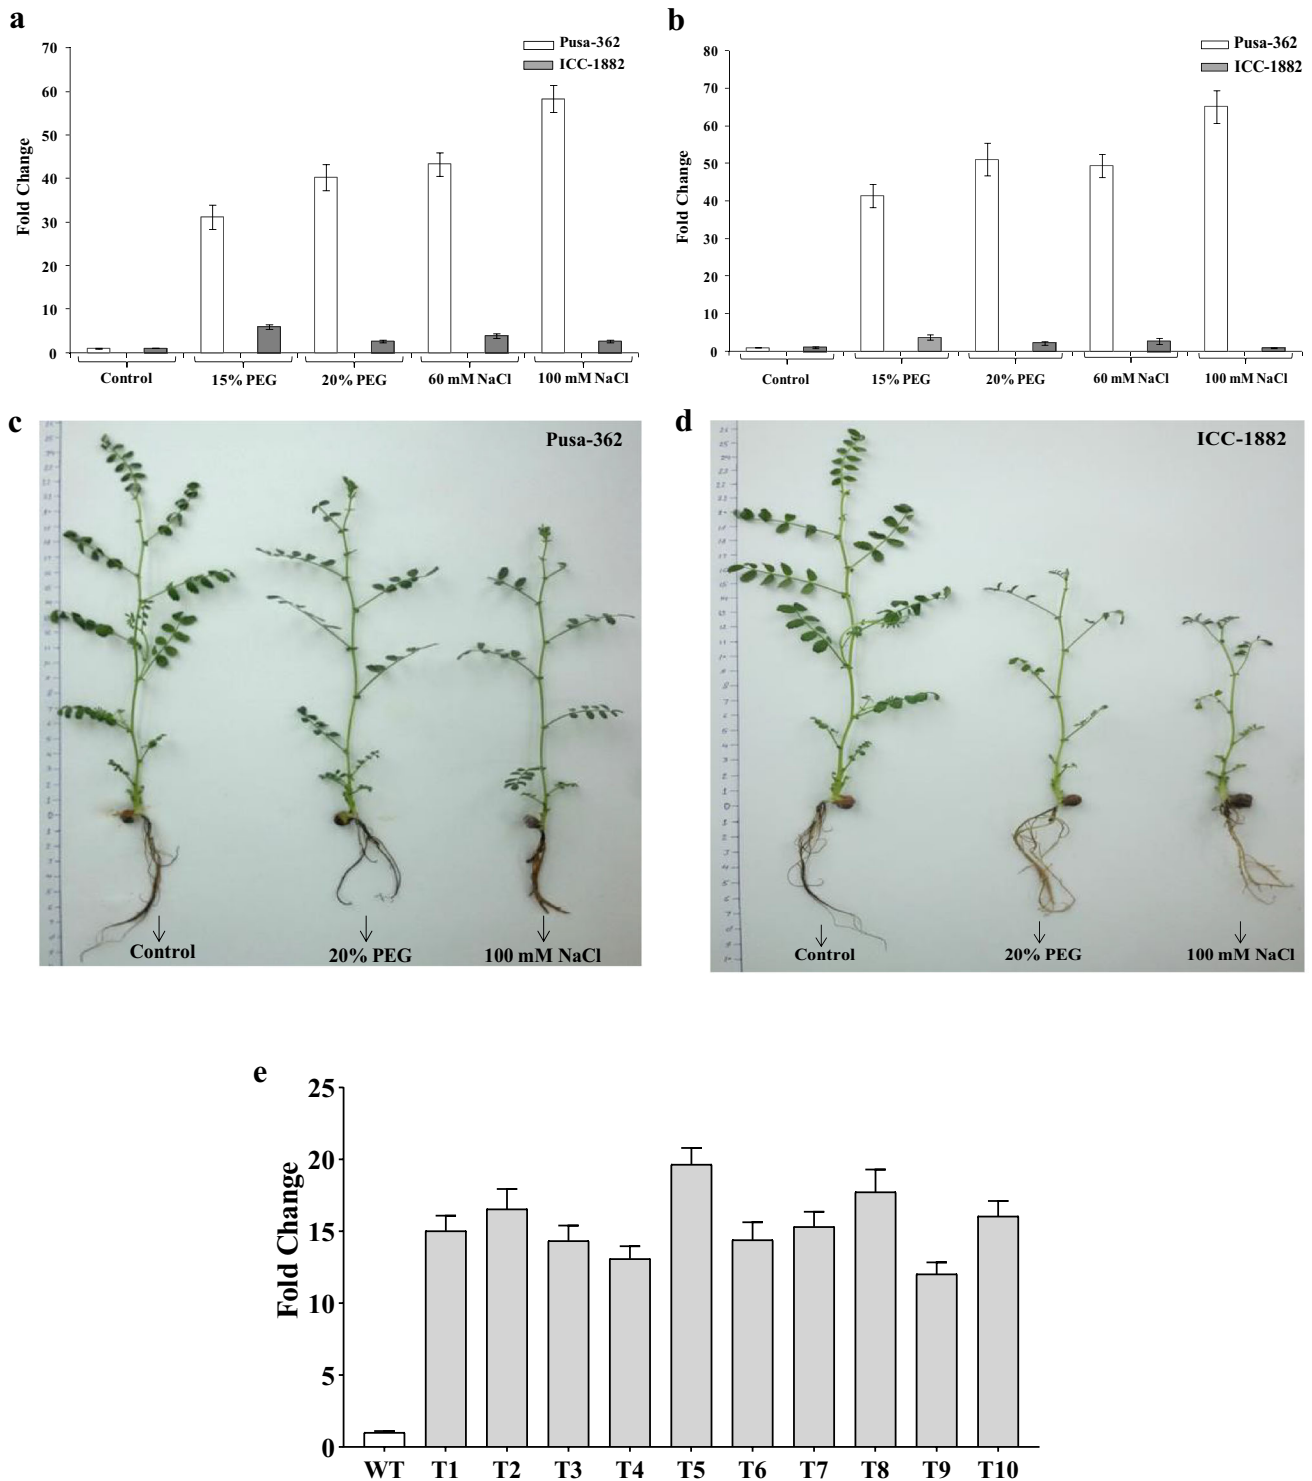 a
Pusa-362
ICC-1882
70
60
50
40
30
20
10
0
Fold Change
Control
15% PEG
20% PEG
60 mM NaCl
100 mM NaCl
b
Pusa-362
ICC-1882
80
70
60
50
40
30
20
10
0
Fold Change
Control
15% PEG
20% PEG
60 mM NaCl
100 mM NaCl
c
Pusa-362
Control
20% PEG
100 mM NaCl
d
ICC-1882
Control
20% PEG
100 mM NaCl
e
25
20
15
10
5
0
Fold Change
WT
T1
T2
T3
T4
T5
T6
T7
T8
T9
T10